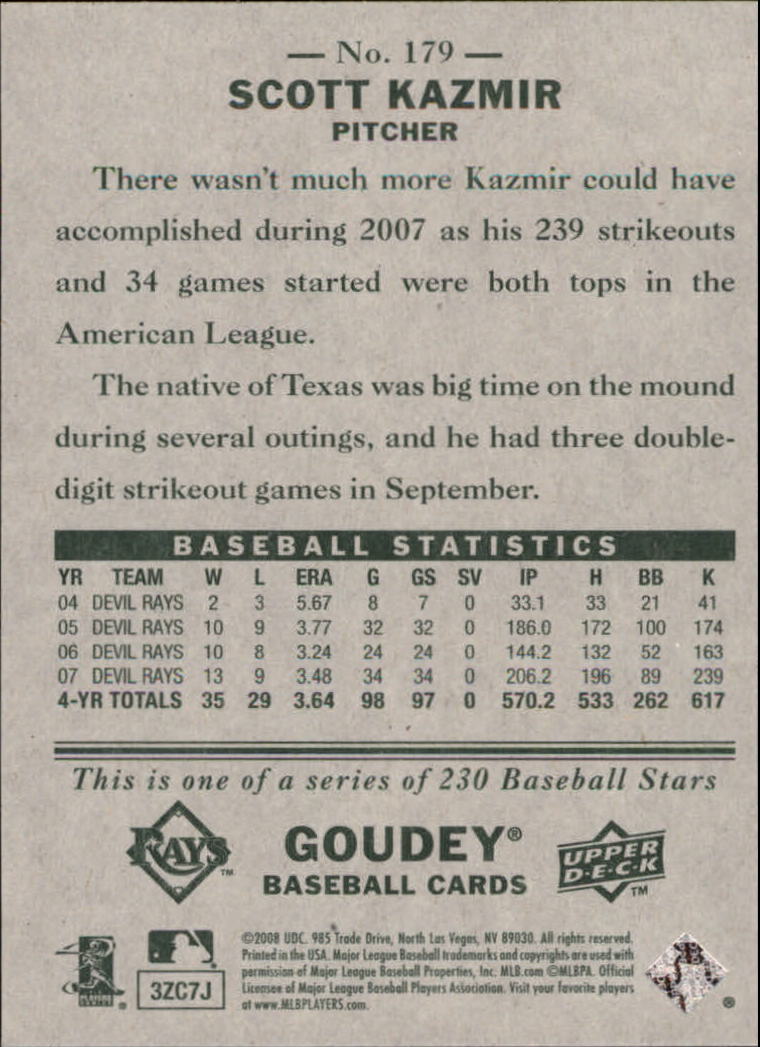 — No. 179 —
SCOTT KAZMIR
PITCHER
There wasn't much more Kazmir could have
accomplished during 2007 as his 239 strikeouts
and 34 games started were both tops in the
American League.
The native of Texas was big time on the mound
during several outings, and he had three double-
digit strikeout games in September.
BASEBALL STATISTICS
YR TEAM W L ERA G GS SV IP H BB K
04 DEVIL RAYS 2 3 5.67 8 7 0 33.1 33 21 41
05 DEVIL RAYS 10 9 3.77 32 32 0 186.0 172 100 174
06 DEVIL RAYS 10 8 3.24 24 24 0 144.2 132 52 163
07 DEVIL RAYS 13 9 3.48 34 34 0 206.2 196 89 239
4-YR TOTALS 35 29 3.64 98 97 0 570.2 533 262 617
This is one of a series of 230 Baseball Stars
RAYS™
GOUDEY®
BASEBALL CARDS
UPPER
D·E·C·K
TM
©2008 UDC. 985 Trade Drive, North Las Vegas, NV 89030. All rights reserved.
Printed in the USA. Major League Baseball trademarks and copyrights are used with
permission of Major League Baseball Properties, Inc. MLB.com ©MLBPA. Official
Licensee of Major League Baseball Players Association. Visit your favorite players
at www.MLBPLAYERS.com.
3ZC7J